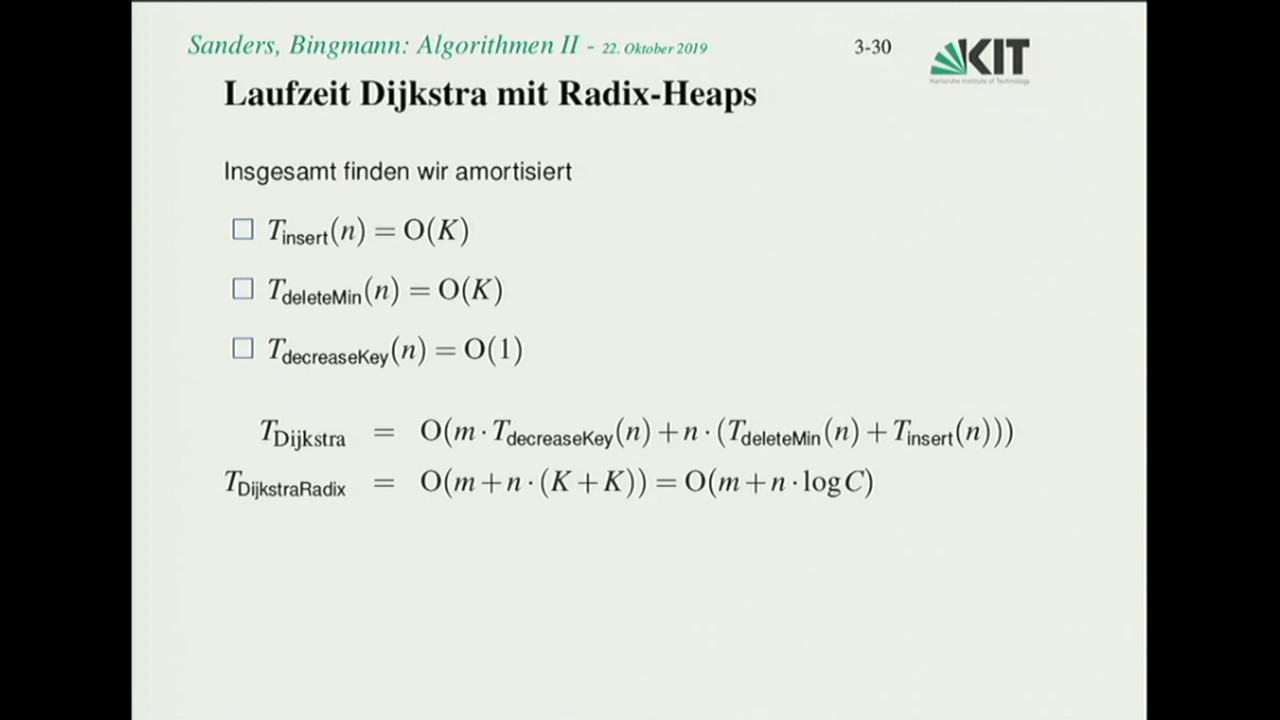 Sanders, Bingmann: Algorithmen II - 22. Oktober 2019
3-30
KIT
Karlsruhe Institute of Technology
Laufzeit Dijkstra mit Radix-Heaps
Insgesamt finden wir amortisiert
□ T_insert(n) = O(K)
□ T_deleteMin(n) = O(K)
□ T_decreaseKey(n) = O(1)
T_Dijkstra = O(m · T_decreaseKey(n) + n · (T_deleteMin(n) + T_insert(n)))
T_DijkstraRadix = O(m + n · (K + K)) = O(m + n · log C)